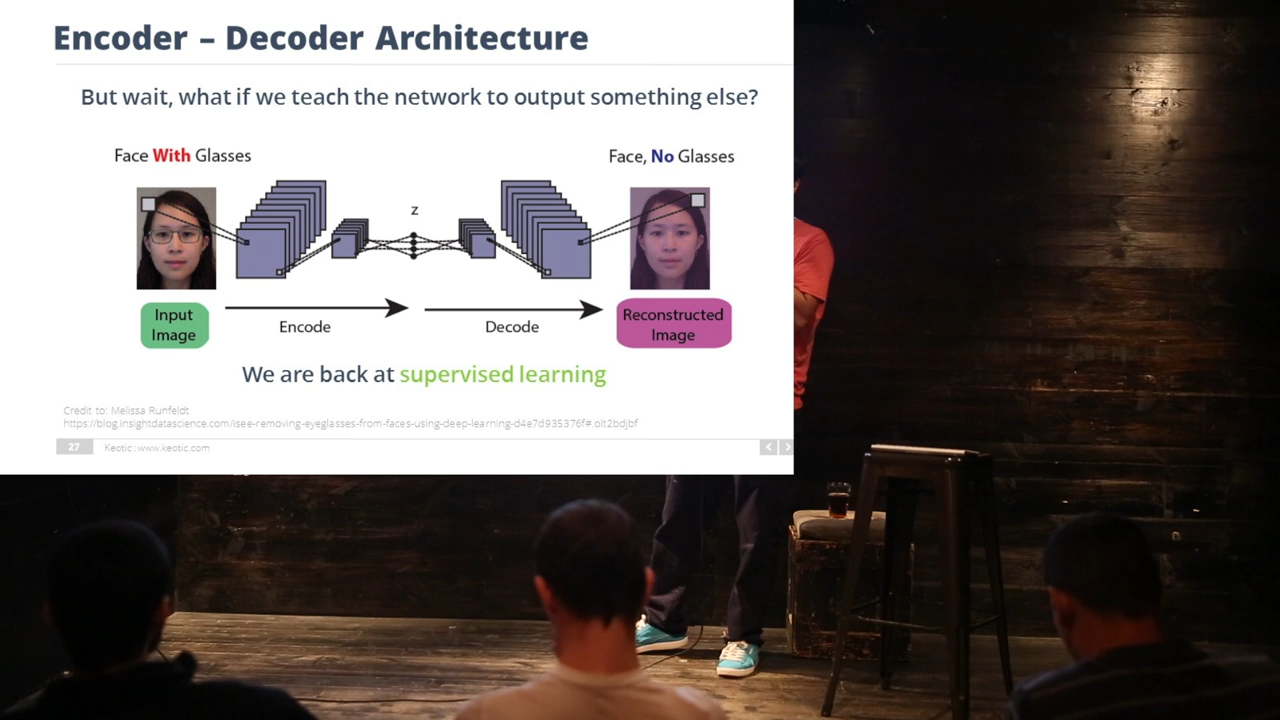 Encoder – Decoder Architecture
But wait, what if we teach the network to output something else?
Face With Glasses
Face, No Glasses
z
Input
Image
Encode
Decode
Reconstructed
Image
We are back at supervised learning
Credit to: Melissa Runfeldt
https://blog.insightdatascience.com/isee-removing-eyeglasses-from-faces-using-deep-learning-d4e7d935376f#.olt2bdjbf
27
Keotic : www.keotic.com